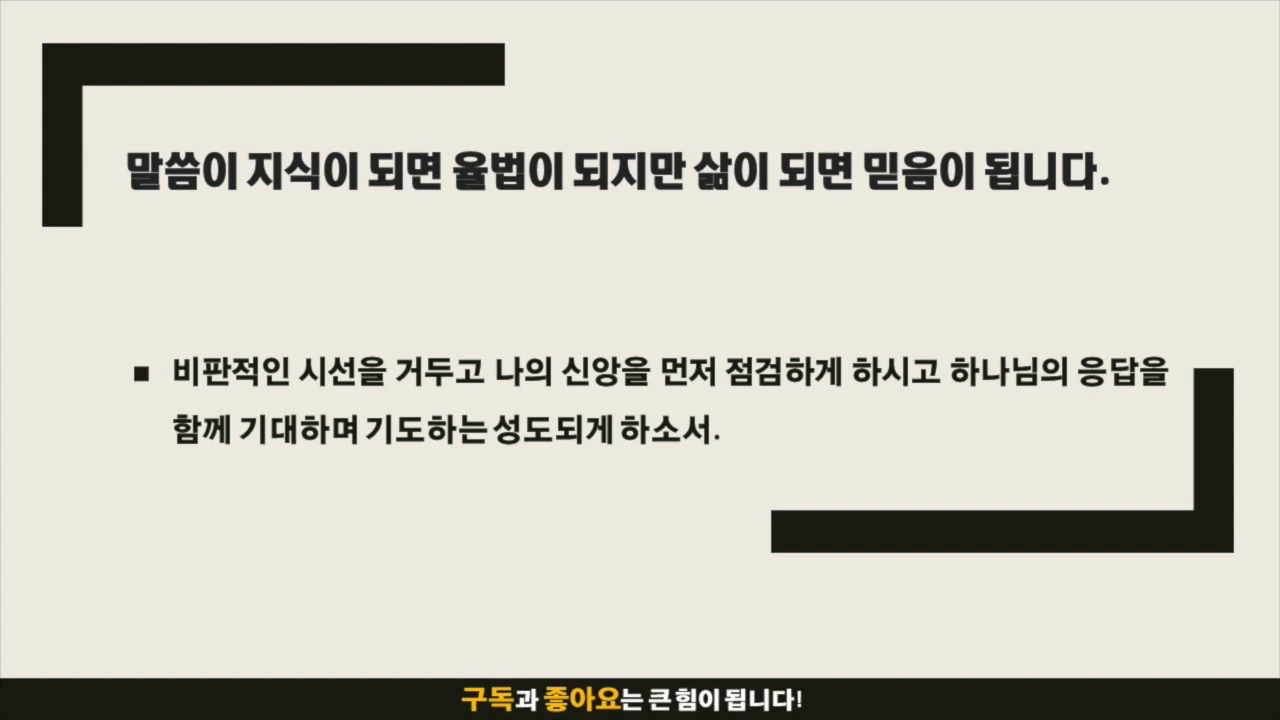 말씀이 지식이 되면 율법이 되지만 삶이 되면 믿음이 됩니다.
■ 비판적인 시선을 거두고 나의 신앙을 먼저 점검하게 하시고 하나님의 응답을
함께 기대하며 기도하는 성도되게 하소서.
구독과 좋아요는 큰 힘이 됩니다!